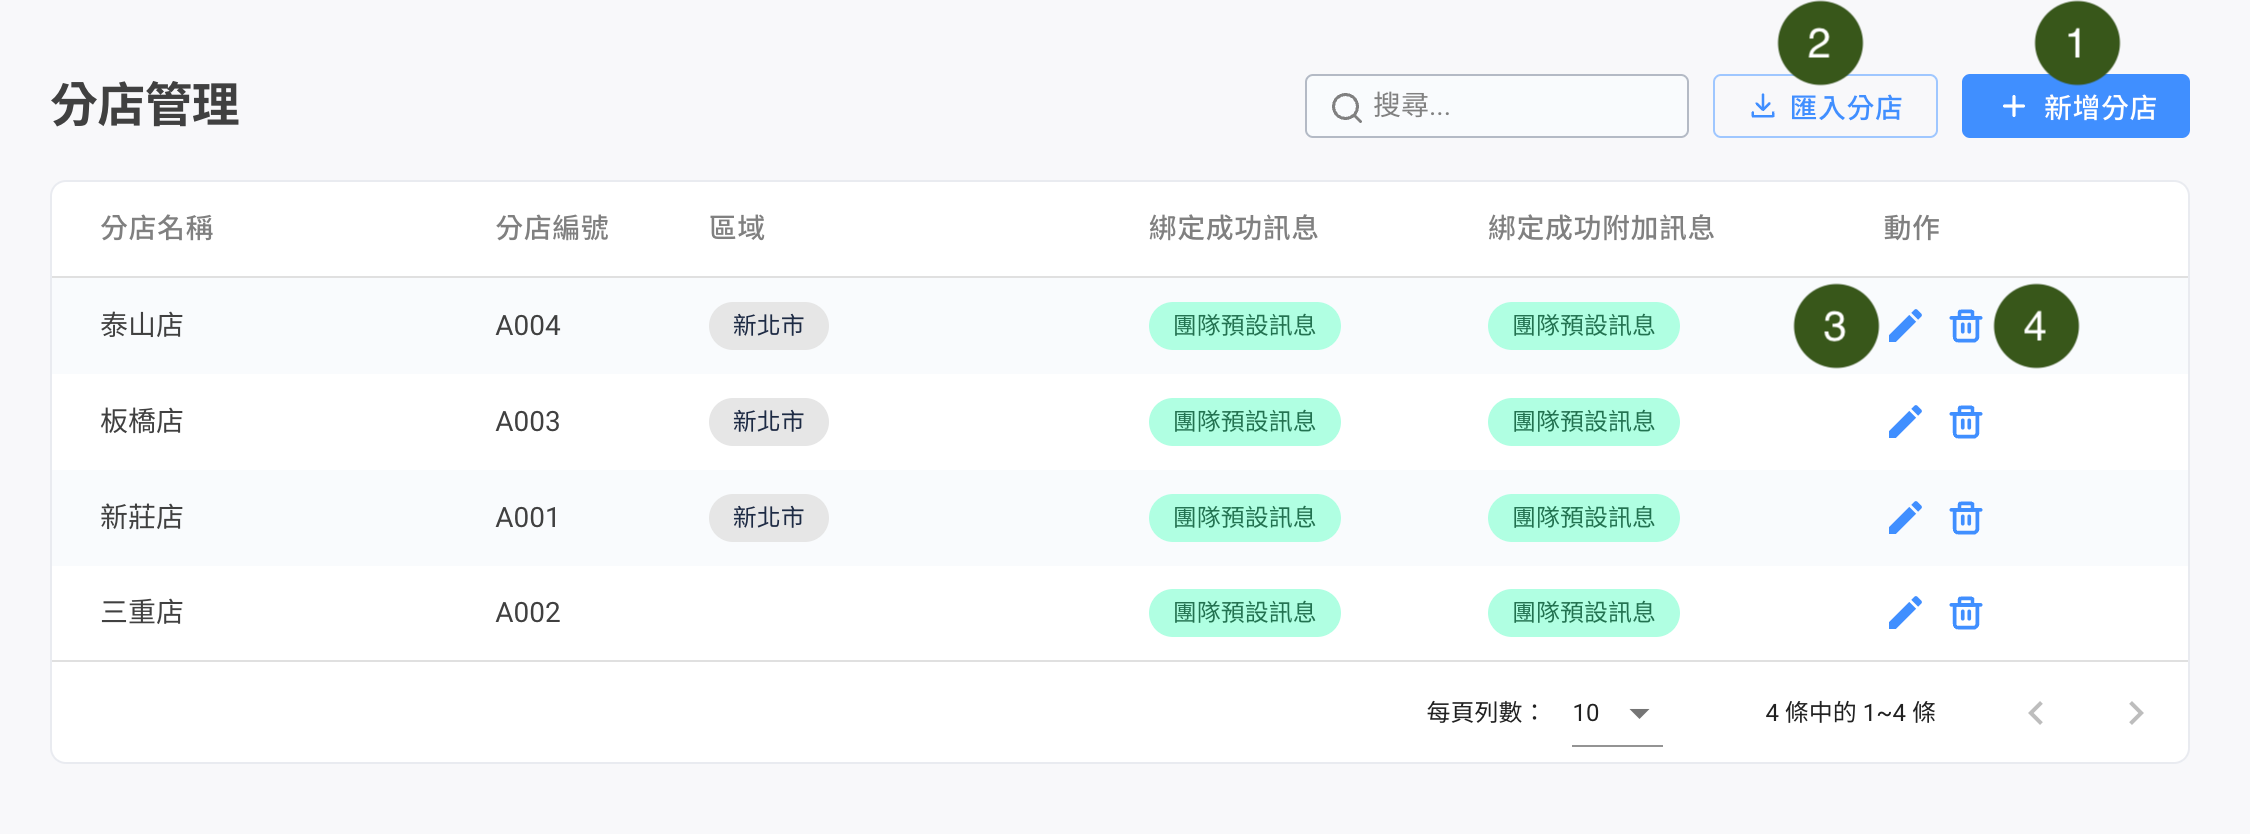 2 1
分店管理 搜尋... 匯入分店 + 新增分店
分店名稱 分店編號 區域 綁定成功訊息 綁定成功附加訊息 動作
泰山店 A004 新北市 團隊預設訊息 團隊預設訊息 3 4
板橋店 A003 新北市 團隊預設訊息 團隊預設訊息
新莊店 A001 新北市 團隊預設訊息 團隊預設訊息
三重店 A002 團隊預設訊息 團隊預設訊息
每頁列數： 10 4 條中的 1~4 條